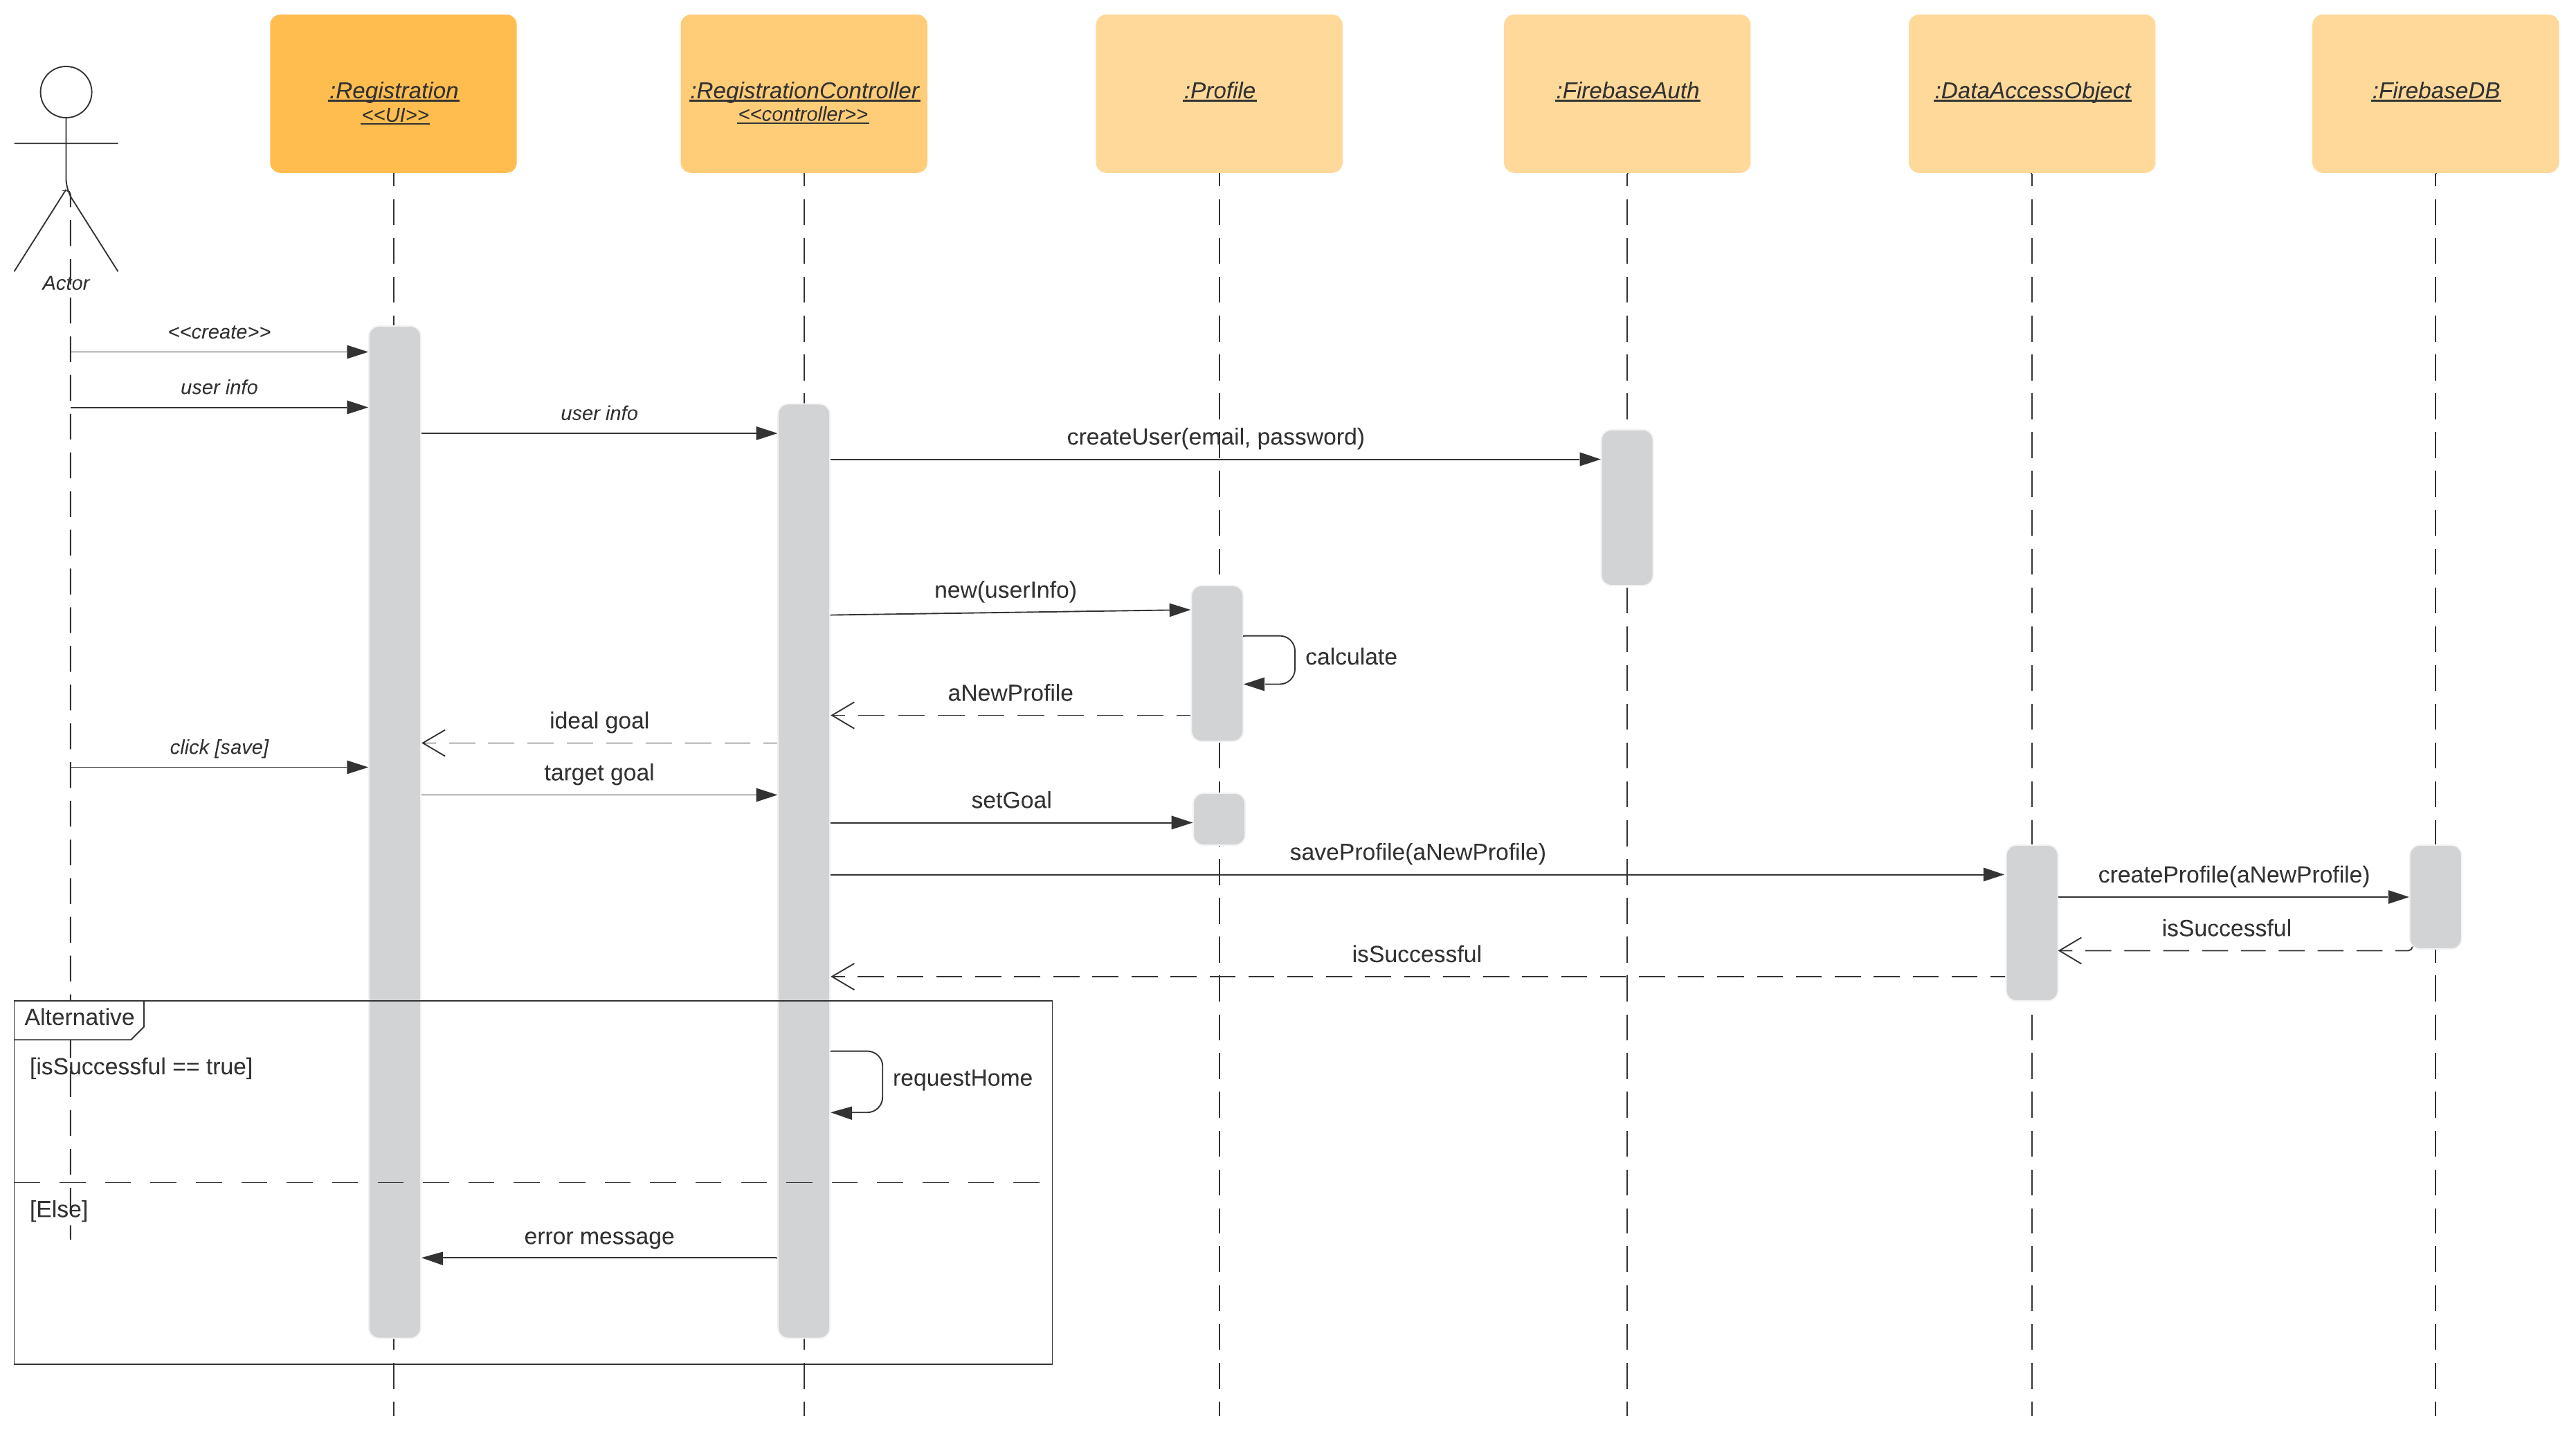 :Registration
<<UI>>
:RegistrationController
<<controller>>
:Profile
:FirebaseAuth
:DataAccessObject
:FirebaseDB
Actor
<<create>>
user info
user info
createUser(email, password)
new(userInfo)
calculate
aNewProfile
ideal goal
click [save]
target goal
setGoal
saveProfile(aNewProfile)
createProfile(aNewProfile)
isSuccessful
isSuccessful
Alternative
[isSuccessful == true]
requestHome
[Else]
error message